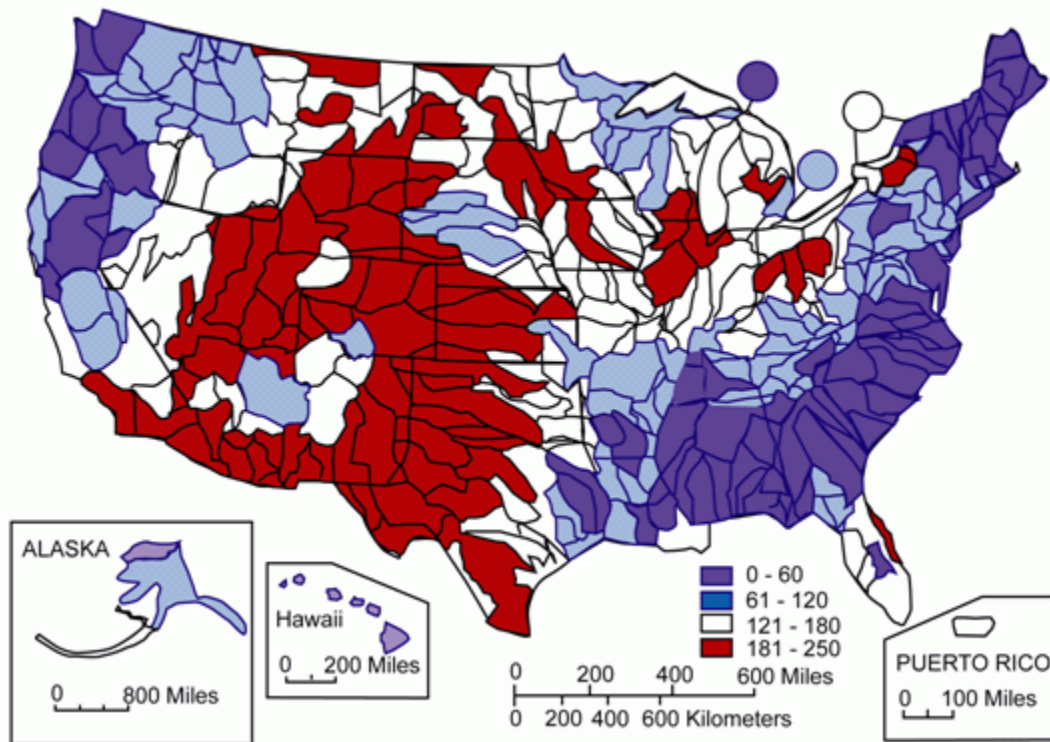 ALASKA
0
800 Miles
Hawaii
0 200 Miles
0 - 60
61 - 120
121 - 180
181 - 250
0 200 400 600 Miles
0 200 400 600 Kilometers
PUERTO RICO
0 100 Miles